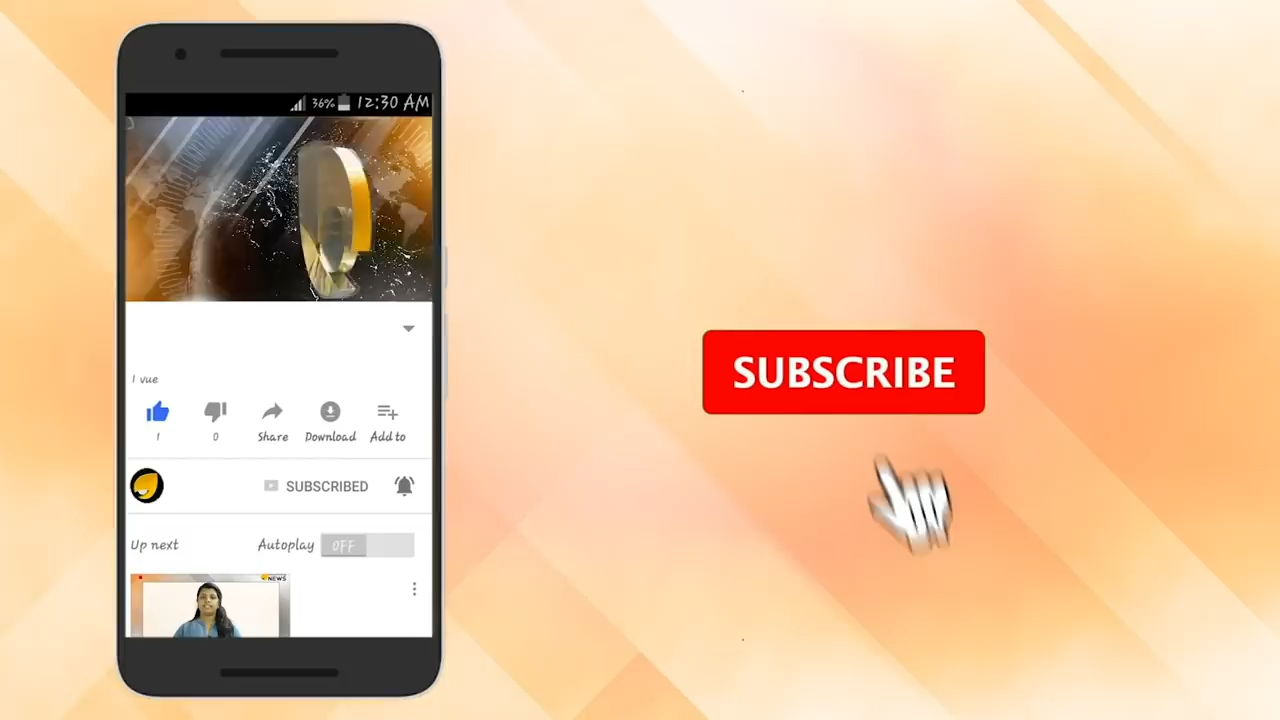 36% 12:30 AM
1 vue
1 0 Share Download Add to
SUBSCRIBED
Up next Autoplay OFF
NEWS
SUBSCRIBE